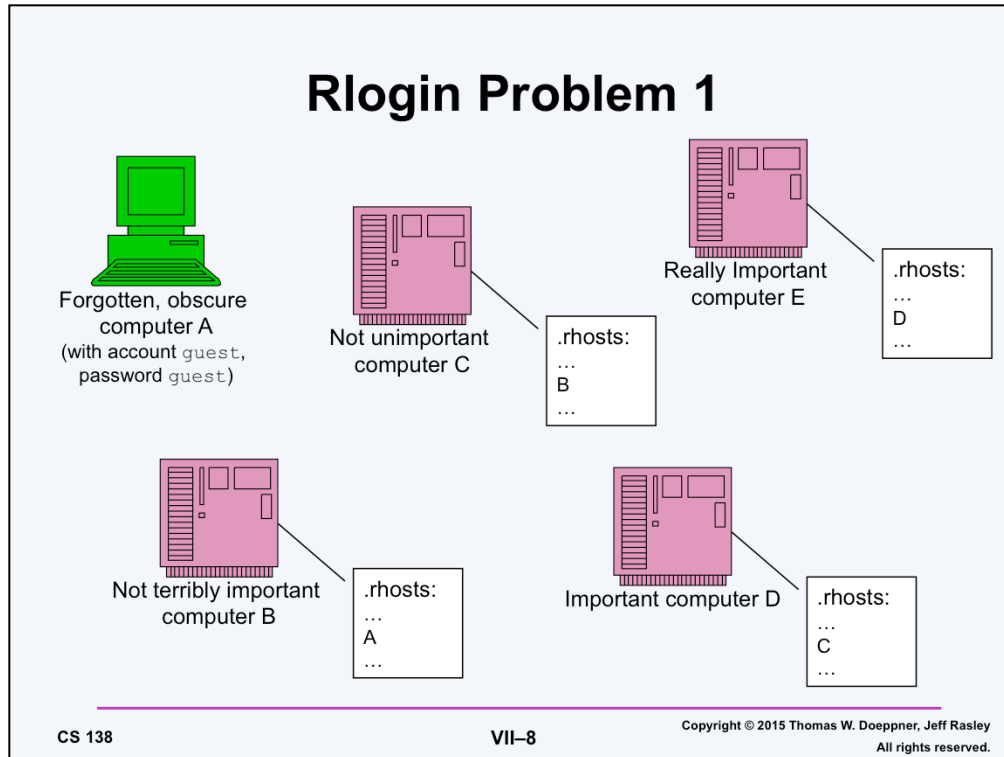 Rlogin Problem 1
Forgotten, obscure
computer A
(with account guest,
password guest)
Not unimportant
computer C
.rhosts:
…
B
…
Really Important
computer E
.rhosts:
…
D
…
Not terribly important
computer B
.rhosts:
…
A
…
Important computer D
.rhosts:
…
C
…
CS 138
VII–8
Copyright © 2015 Thomas W. Doeppner, Jeff Rasley
All rights reserved.